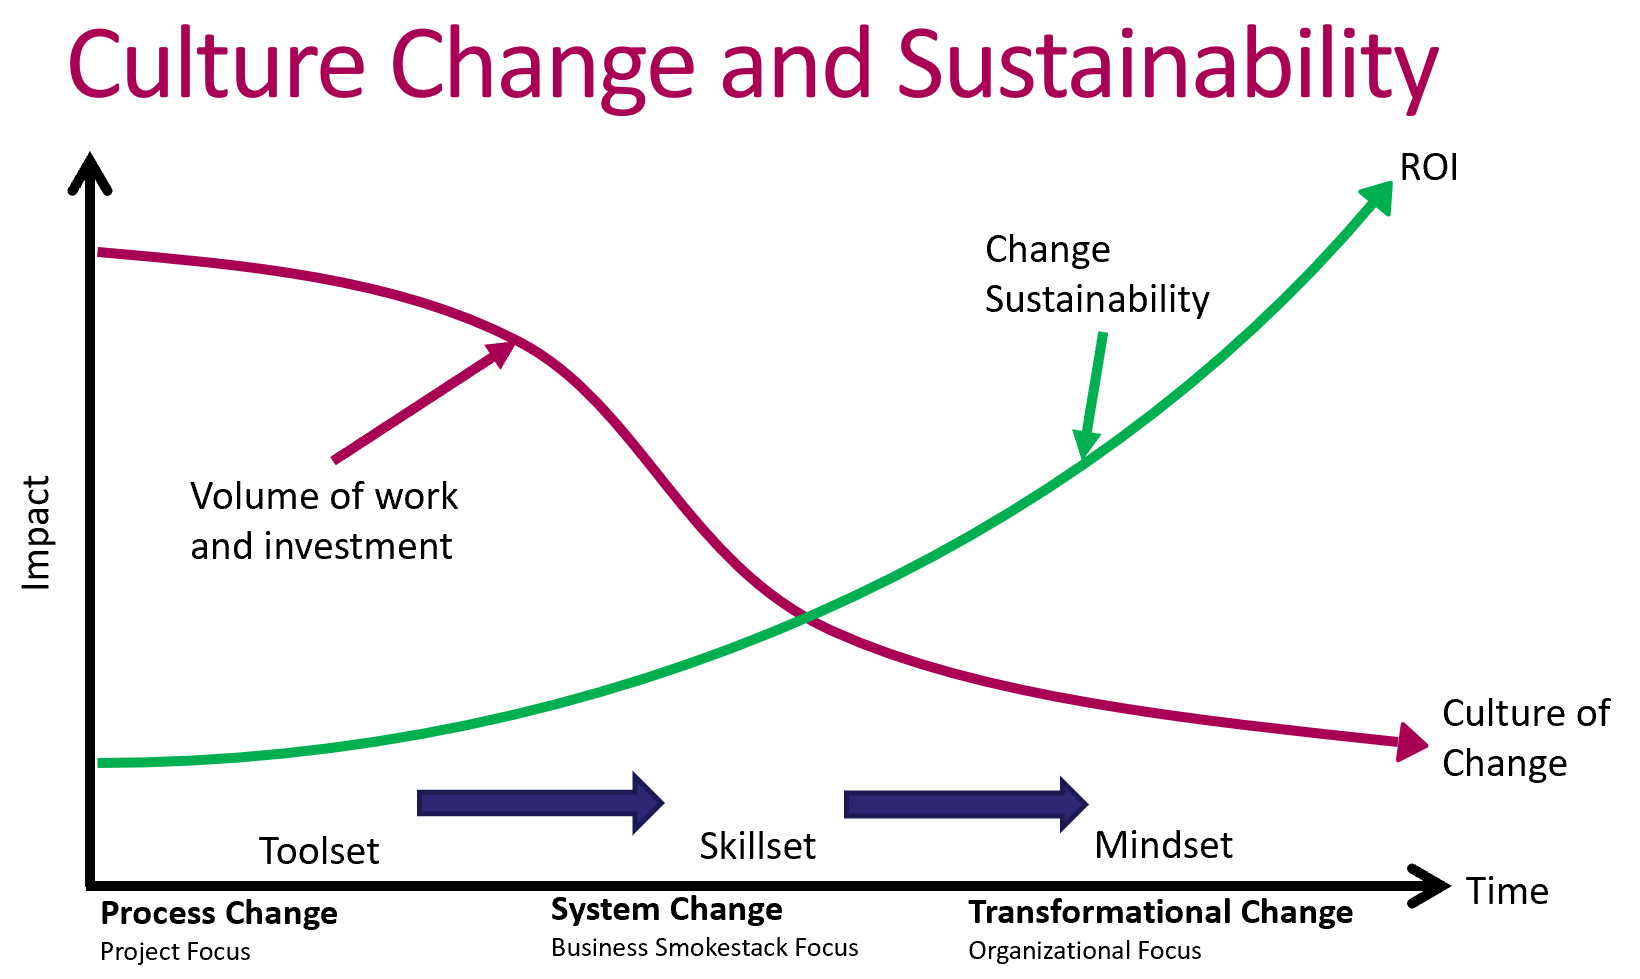 Culture Change and Sustainability
ROI
Change
Sustainability
Volume of work
and investment
Impact
Culture of
Change
Toolset
Skillset
Mindset
Time
Process Change
Project Focus
System Change
Business Smokestack Focus
Transformational Change
Organizational Focus